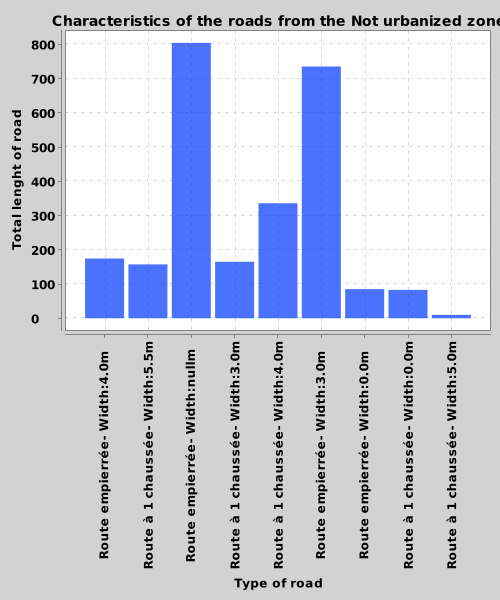 Characteristics of the roads from the Not urbanized zone
Total lenght of road
800
700
600
500
400
300
200
100
0
Route empierrée- Width:4.0m
Route à 1 chaussée- Width:5.5m
Route empierrée- Width:nullm
Route à 1 chaussée- Width:3.0m
Route à 1 chaussée- Width:4.0m
Route empierrée- Width:3.0m
Route empierrée- Width:0.0m
Route à 1 chaussée- Width:0.0m
Route à 1 chaussée- Width:5.0m
Type of road